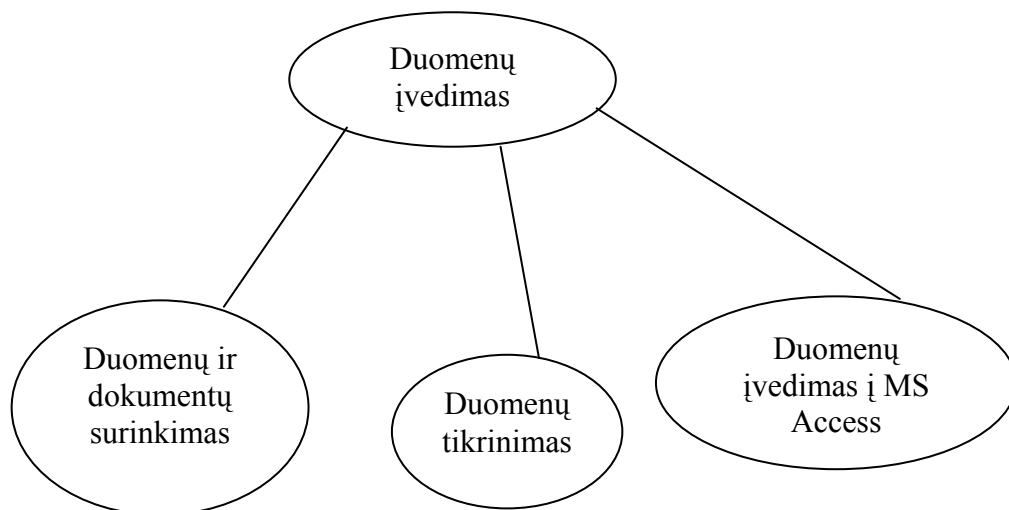 Duomenų
įvedimas
Duomenų ir
dokumentų
surinkimas
Duomenų
tikrinimas
Duomenų
įvedimas į MS
Access